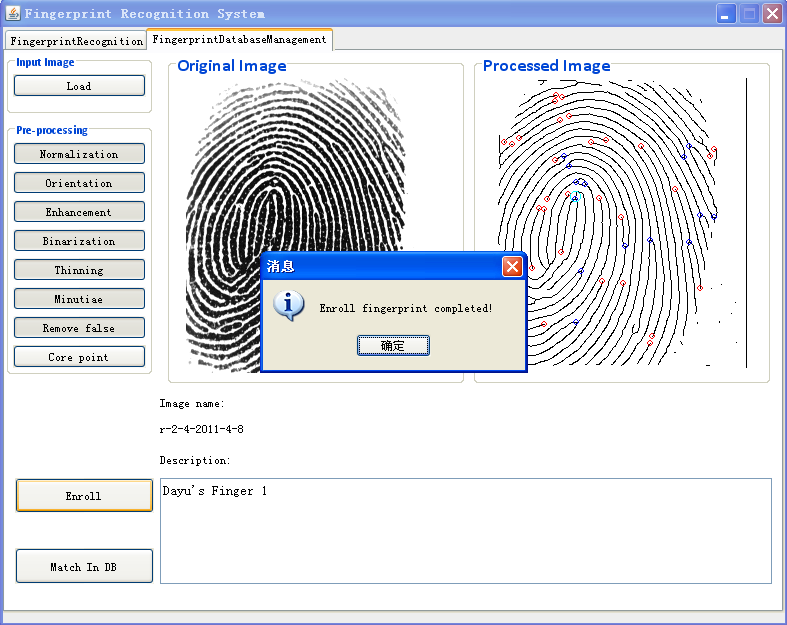 Fingerprint Recognition System
FingerprintRecognition
FingerprintDatabaseManagement
Input Image
Load
Pre-processing
Normalization
Orientation
Enhancement
Binarization
Thinning
Minutiae
Remove false
Core point
Original Image
Processed Image
消息
Enroll fingerprint completed!
确定
Image name:
r-2-4-2011-4-8
Description:
Enroll
Dayu's Finger 1
Match In DB